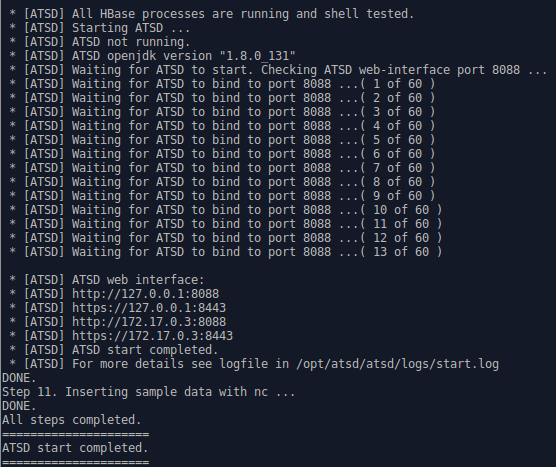 * [ATSD] All HBase processes are running and shell tested.
* [ATSD] Starting ATSD ...
* [ATSD] ATSD not running.
* [ATSD] ATSD openjdk version "1.8.0_131"
* [ATSD] Waiting for ATSD to start. Checking ATSD web-interface port 8088 ...
* [ATSD] Waiting for ATSD to bind to port 8088 ...( 1 of 60 )
* [ATSD] Waiting for ATSD to bind to port 8088 ...( 2 of 60 )
* [ATSD] Waiting for ATSD to bind to port 8088 ...( 3 of 60 )
* [ATSD] Waiting for ATSD to bind to port 8088 ...( 4 of 60 )
* [ATSD] Waiting for ATSD to bind to port 8088 ...( 5 of 60 )
* [ATSD] Waiting for ATSD to bind to port 8088 ...( 6 of 60 )
* [ATSD] Waiting for ATSD to bind to port 8088 ...( 7 of 60 )
* [ATSD] Waiting for ATSD to bind to port 8088 ...( 8 of 60 )
* [ATSD] Waiting for ATSD to bind to port 8088 ...( 9 of 60 )
* [ATSD] Waiting for ATSD to bind to port 8088 ...( 10 of 60 )
* [ATSD] Waiting for ATSD to bind to port 8088 ...( 11 of 60 )
* [ATSD] Waiting for ATSD to bind to port 8088 ...( 12 of 60 )
* [ATSD] Waiting for ATSD to bind to port 8088 ...( 13 of 60 )
* [ATSD] ATSD web interface:
* [ATSD] http://127.0.0.1:8088
* [ATSD] https://127.0.0.1:8443
* [ATSD] http://172.17.0.3:8088
* [ATSD] https://172.17.0.3:8443
* [ATSD] ATSD start completed.
* [ATSD] For more details see logfile in /opt/atsd/atsd/logs/start.log
DONE.
Step 11. Inserting sample data with nc ...
DONE.
All steps completed.
=====================
ATSD start completed.
=====================